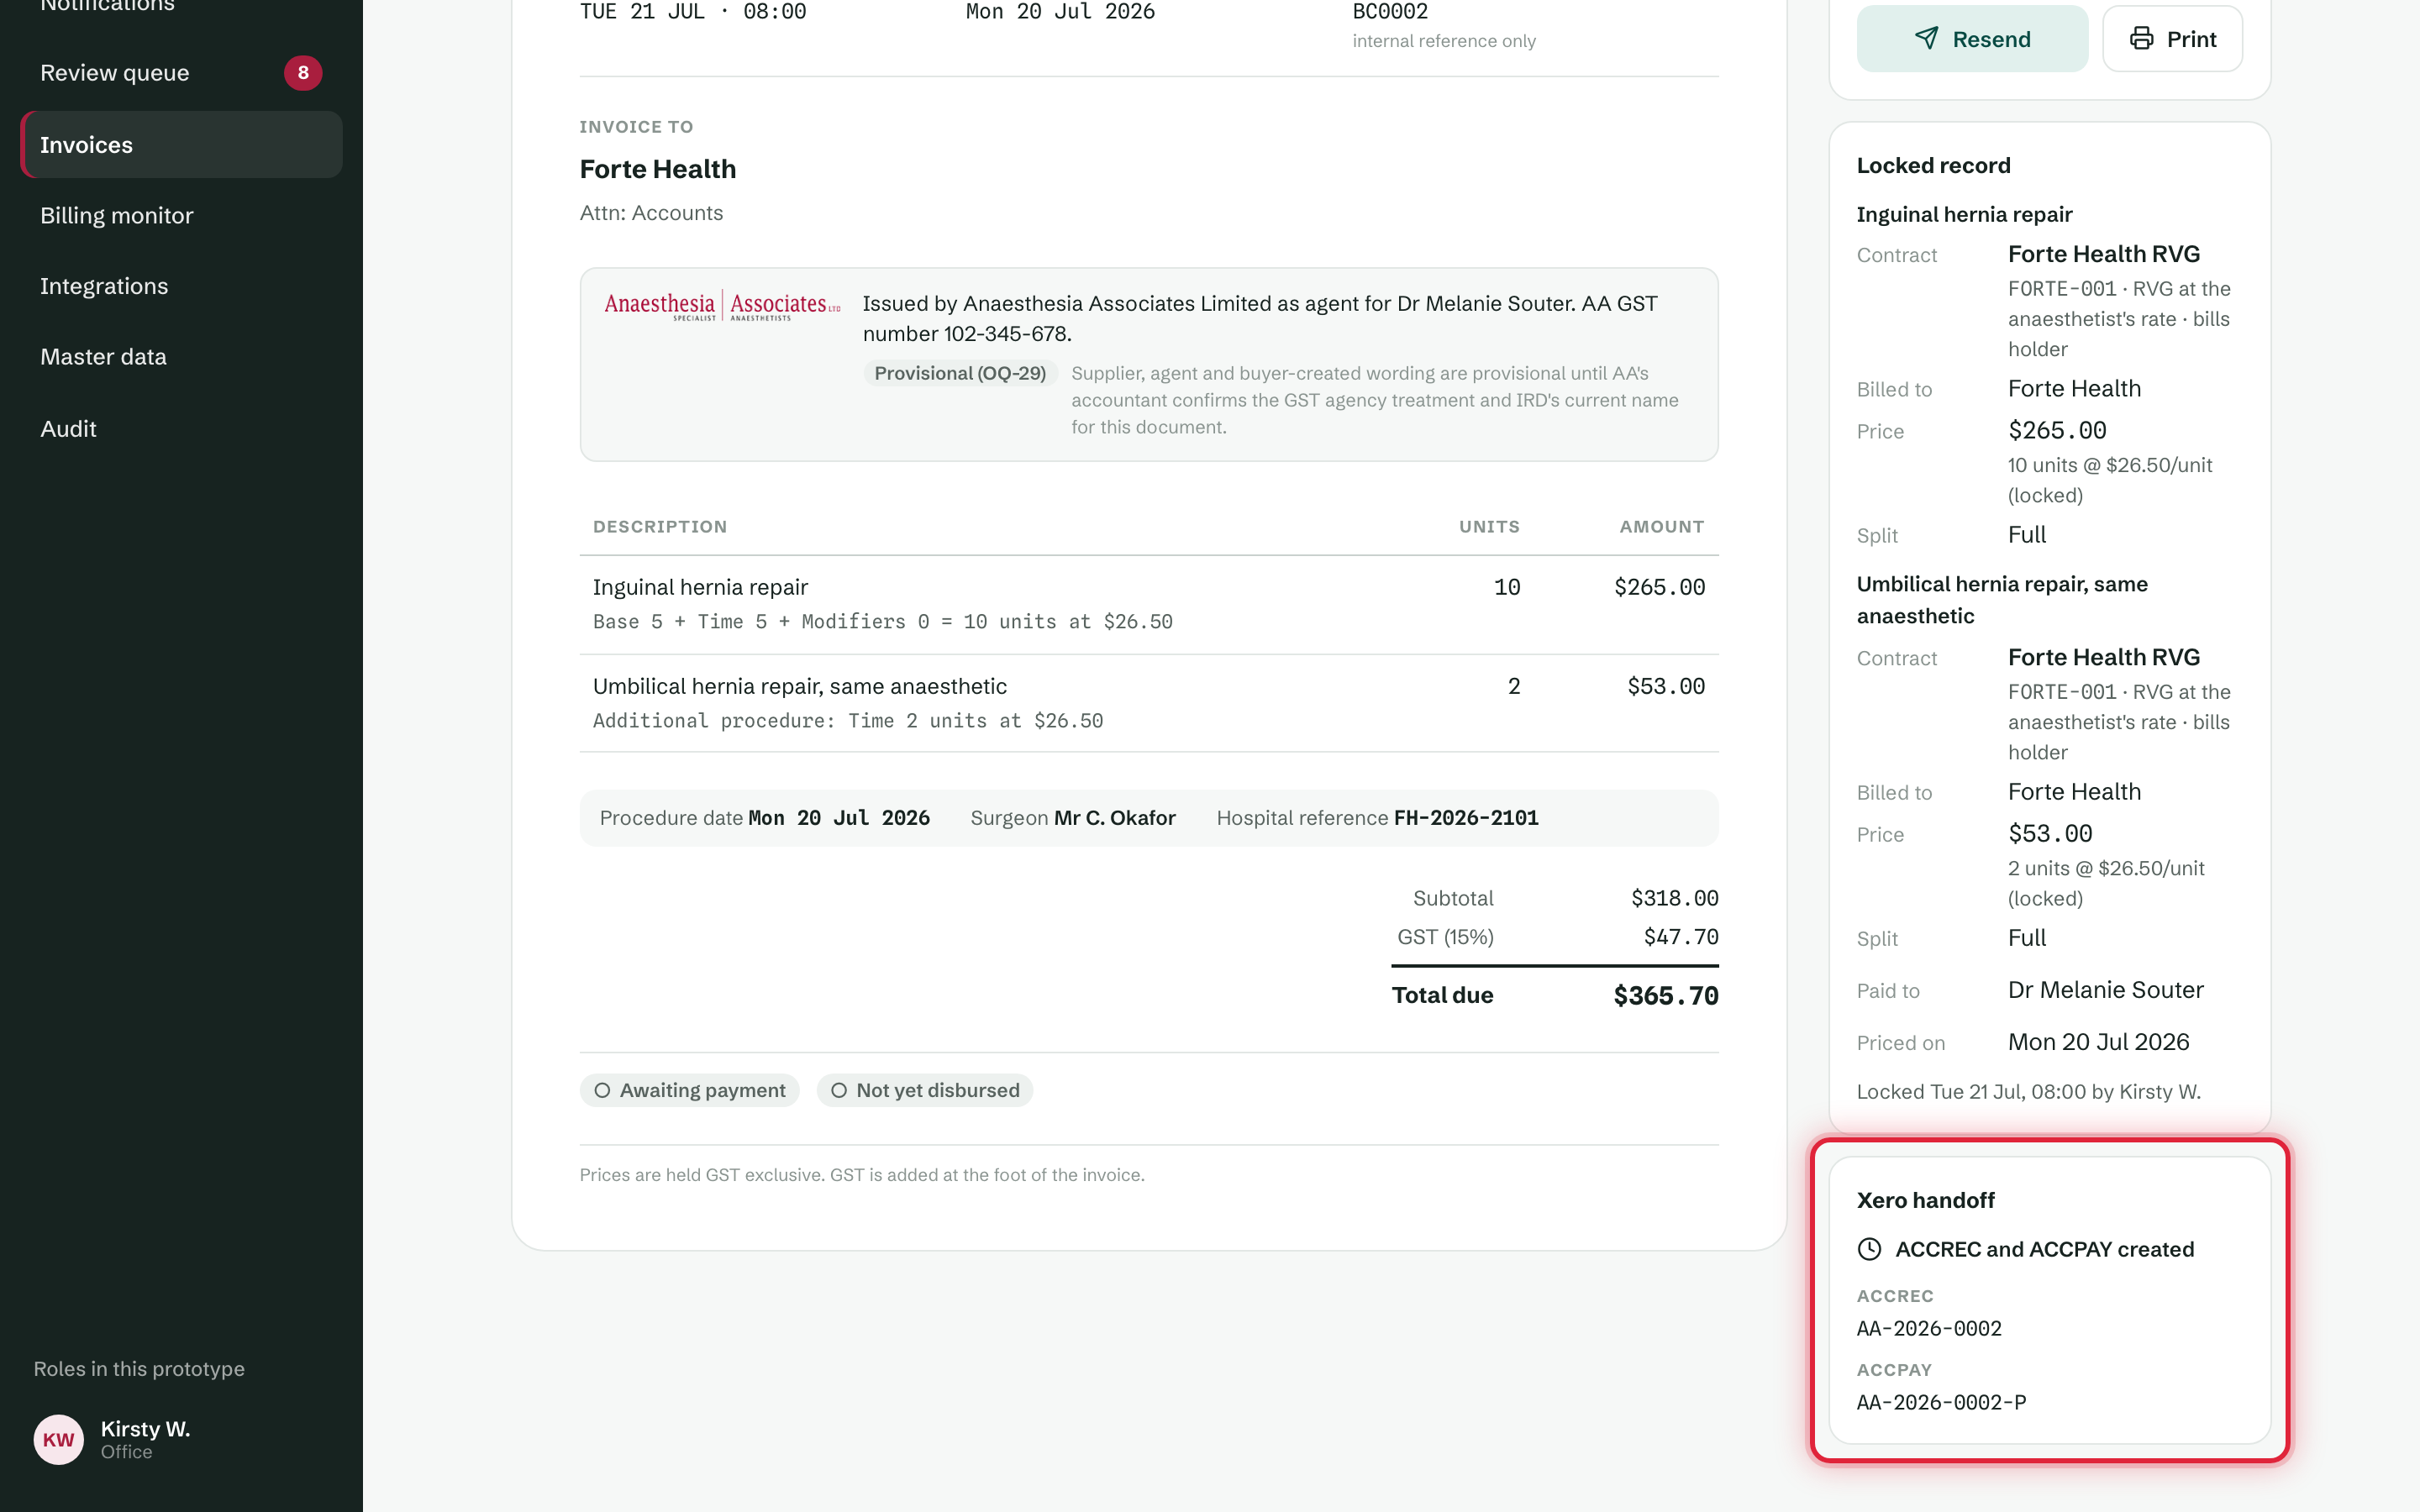 Notifications
Review queue 8
Invoices
Billing monitor
Integrations
Master data
Audit
Roles in this prototype
KW
Kirsty W.
Office
TUE 21 JUL · 08:00 Mon 20 Jul 2026 BC0002
internal reference only
INVOICE TO
Forte Health
Attn: Accounts
Anaesthesia Associates LTD
SPECIALIST ANAESTHETISTS
Issued by Anaesthesia Associates Limited as agent for Dr Melanie Souter. AA GST
number 102-345-678.
Provisional (OQ-29) Supplier, agent and buyer-created wording are provisional until AA's
accountant confirms the GST agency treatment and IRD's current name
for this document.
DESCRIPTION UNITS AMOUNT
Inguinal hernia repair 10 $265.00
Base 5 + Time 5 + Modifiers 0 = 10 units at $26.50
Umbilical hernia repair, same anaesthetic 2 $53.00
Additional procedure: Time 2 units at $26.50
Procedure date Mon 20 Jul 2026 Surgeon Mr C. Okafor Hospital reference FH-2026-2101
Subtotal $318.00
GST (15%) $47.70
Total due $365.70
Awaiting payment Not yet disbursed
Prices are held GST exclusive. GST is added at the foot of the invoice.
Resend Print
Locked record
Inguinal hernia repair
Contract Forte Health RVG
FORTE-001 · RVG at the
anaesthetist's rate · bills
holder
Billed to Forte Health
Price $265.00
10 units @ $26.50/unit
(locked)
Split Full
Umbilical hernia repair, same
anaesthetic
Contract Forte Health RVG
FORTE-001 · RVG at the
anaesthetist's rate · bills
holder
Billed to Forte Health
Price $53.00
2 units @ $26.50/unit
(locked)
Split Full
Paid to Dr Melanie Souter
Priced on Mon 20 Jul 2026
Locked Tue 21 Jul, 08:00 by Kirsty W.
Xero handoff
ACCREC and ACCPAY created
ACCREC
AA-2026-0002
ACCPAY
AA-2026-0002-P